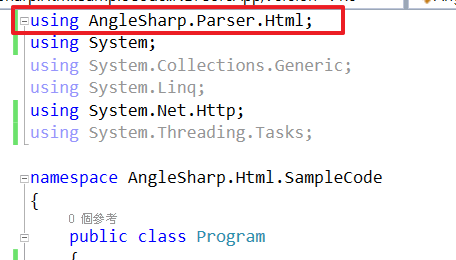 using AngleSharp.Parser.Html;
using System;
using System.Collections.Generic;
using System.Linq;
using System.Net.Http;
using System.Threading.Tasks;
namespace AngleSharp.Html.SampleCode
{
0 個參考
public class Program
{